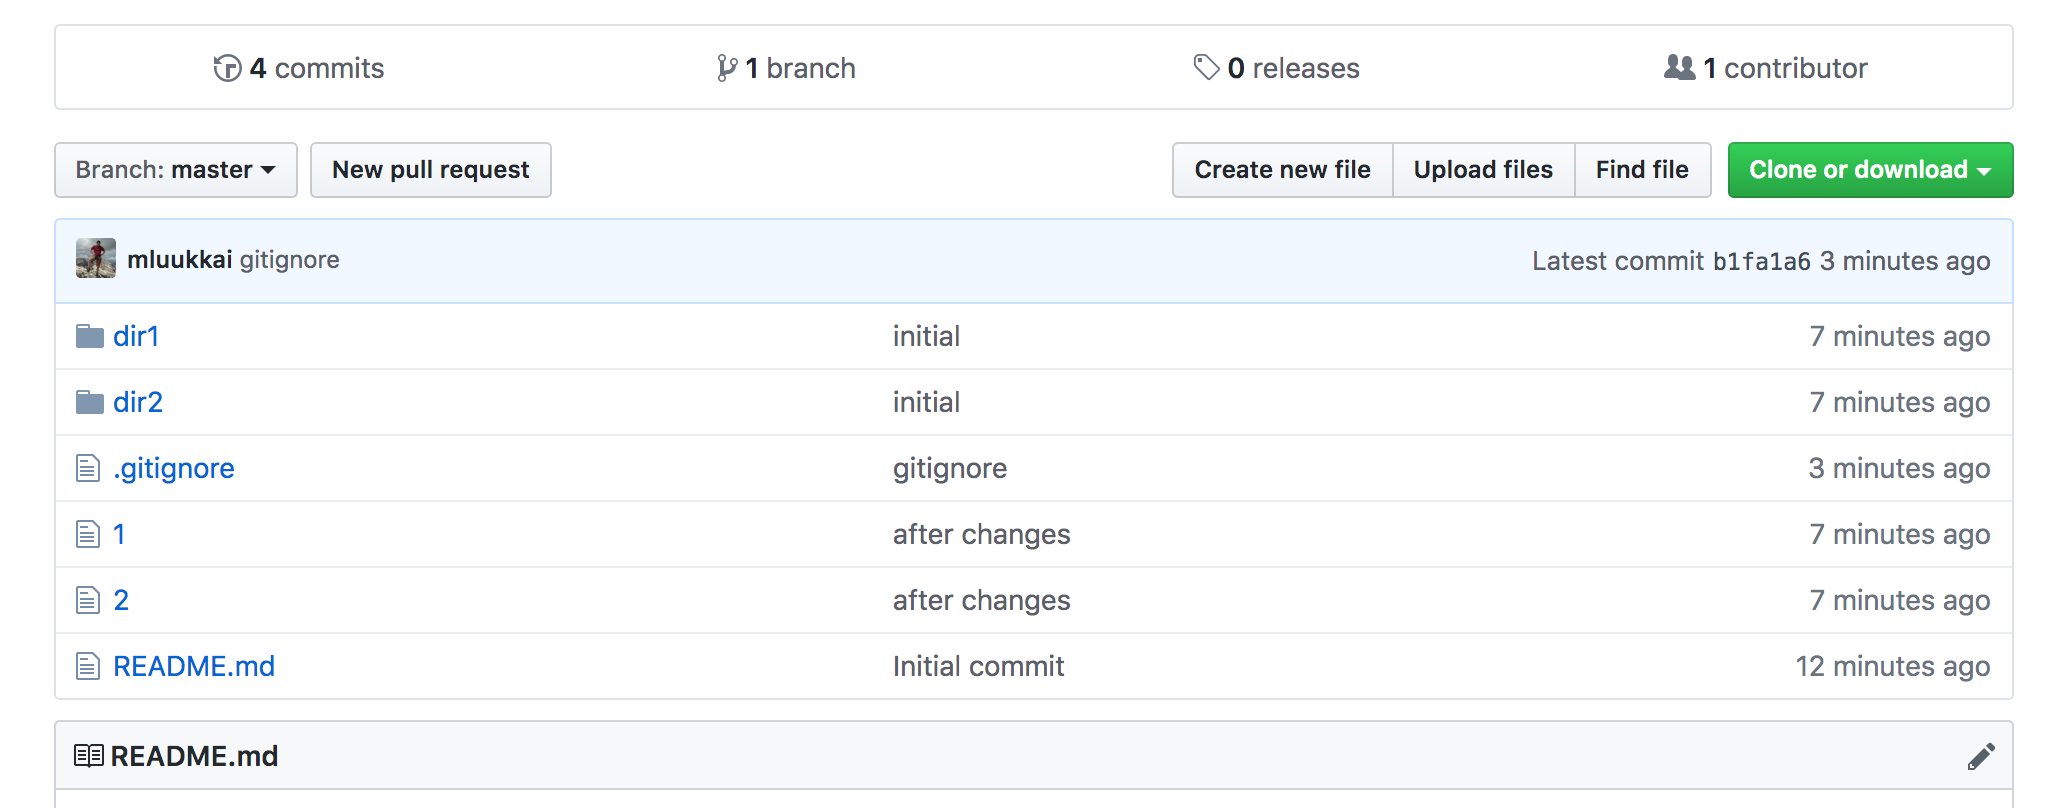 4 commits 1 branch 0 releases 1 contributor
Branch: master New pull request Create new file Upload files Find file Clone or download
mluukkai gitignore Latest commit b1fa1a6 3 minutes ago
dir1 initial 7 minutes ago
dir2 initial 7 minutes ago
.gitignore gitignore 3 minutes ago
1 after changes 7 minutes ago
2 after changes 7 minutes ago
README.md Initial commit 12 minutes ago
README.md